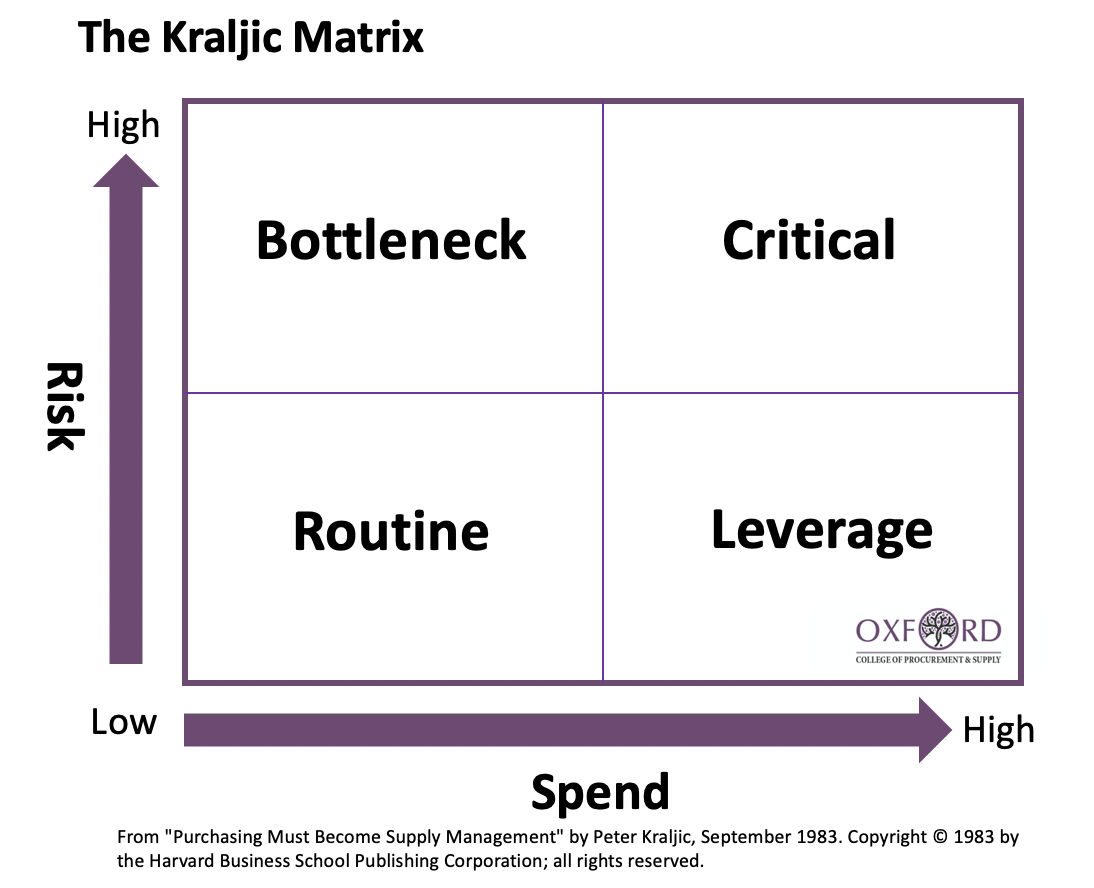 The Kraljic Matrix
High
Bottleneck
Critical
Risk
Routine
Leverage
OXFORD
COLLEGE OF PROCUREMENT & SUPPLY
Low
High
Spend
From "Purchasing Must Become Supply Management" by Peter Kraljic, September 1983. Copyright © 1983 by
the Harvard Business School Publishing Corporation; all rights reserved.